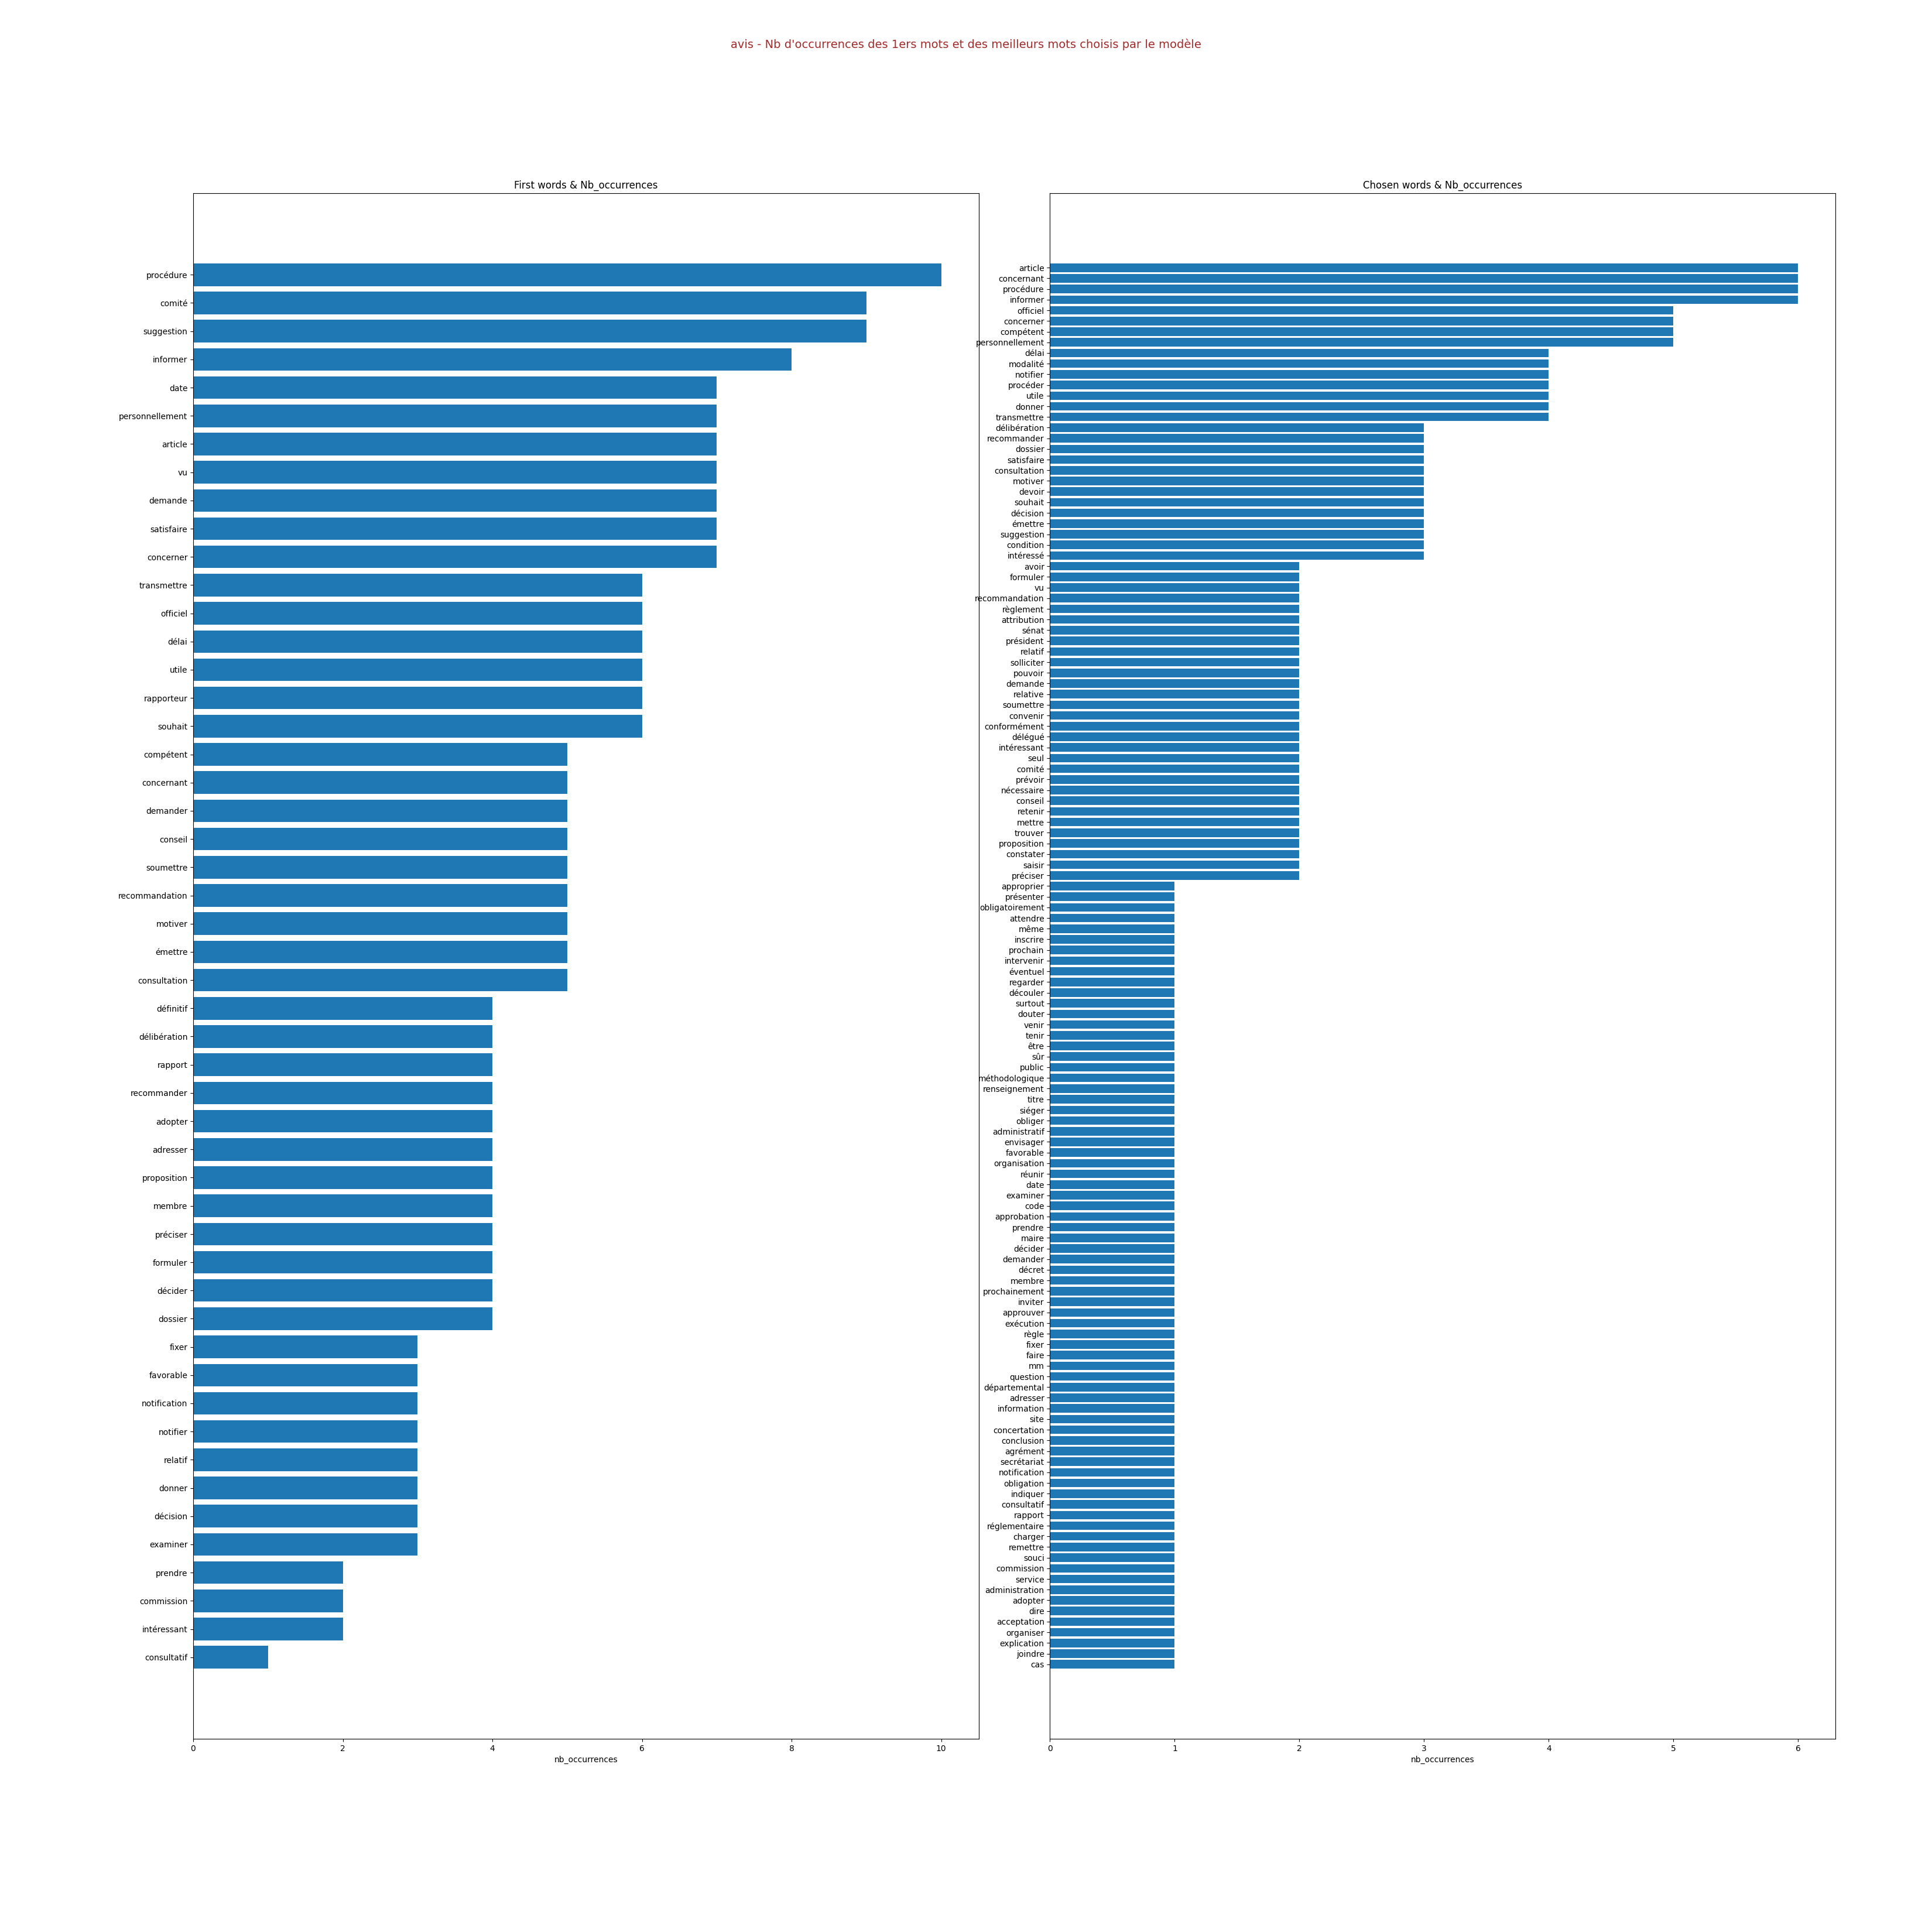 avis - Nb d'occurrences des 1ers mots et des meilleurs mots choisis par le modèle
First words & Nb_occurrences
procédure
comité
suggestion
informer
date
personnellement
article
vu
demande
satisfaire
concerner
transmettre
officiel
délai
utile
rapporteur
souhait
compétent
concernant
demander
conseil
soumettre
recommandation
motiver
émettre
consultation
définitif
délibération
rapport
recommander
adopter
adresser
proposition
membre
préciser
formuler
décider
dossier
fixer
favorable
notification
notifier
relatif
donner
décision
examiner
prendre
commission
intéressant
consultatif
0 2 4 6 8 10
nb_occurrences
Chosen words & Nb_occurrences
article
concernant
procédure
informer
officiel
concerner
compétent
personnellement
délai
modalité
notifier
procéder
utile
donner
transmettre
délibération
recommander
dossier
satisfaire
consultation
motiver
devoir
souhait
décision
émettre
suggestion
condition
intéressé
avoir
formuler
vu
recommandation
règlement
attribution
sénat
président
relatif
solliciter
pouvoir
demande
relative
soumettre
convenir
conformément
délégué
intéressant
seul
comité
prévoir
nécessaire
conseil
retenir
mettre
trouver
proposition
constater
saisir
préciser
approprier
présenter
obligatoirement
attendre
même
inscrire
prochain
intervenir
éventuel
regarder
découler
surtout
douter
venir
tenir
être
sûr
public
méthodologique
renseignement
titre
siéger
obliger
administratif
envisager
favorable
organisation
réunir
date
examiner
code
approbation
prendre
maire
décider
demander
décret
membre
prochainement
inviter
approuver
exécution
règle
fixer
faire
mm
question
départemental
adresser
information
site
concertation
conclusion
agrément
secrétariat
notification
obligation
indiquer
consultatif
rapport
réglementaire
charger
remettre
souci
commission
service
administration
adopter
dire
acceptation
organiser
explication
joindre
cas
0 1 2 3 4 5 6
nb_occurrences